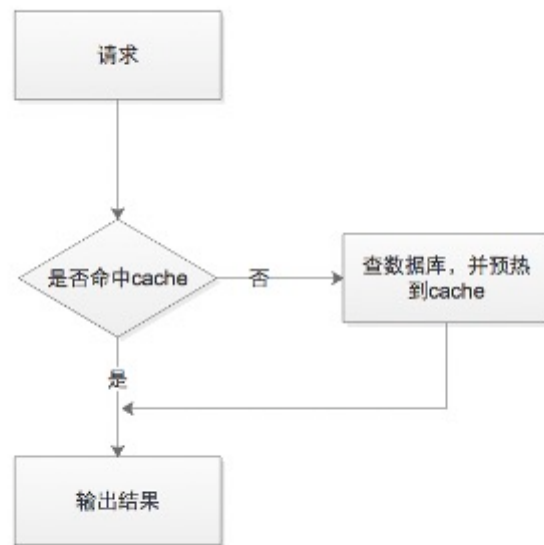 请求
是否命中cache
否
查数据库，并预热
到cache
是
输出结果